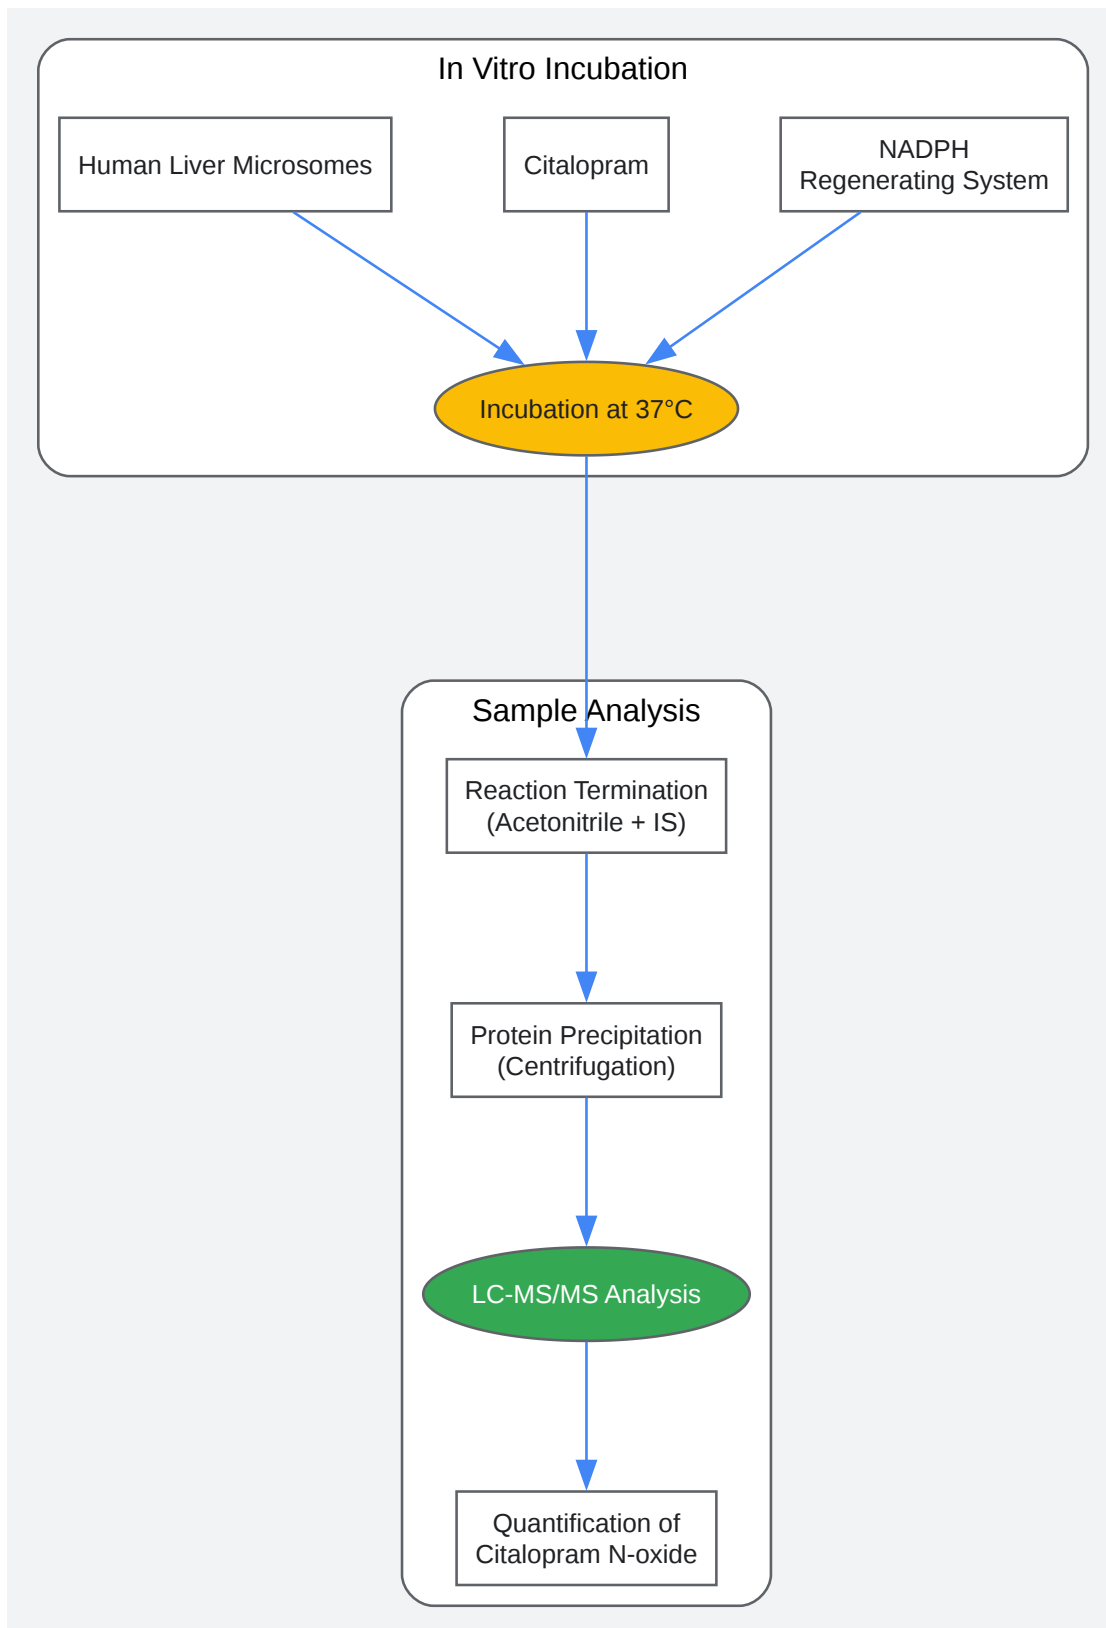 In Vitro Incubation
Human Liver Microsomes
Citalopram
NADPH
Regenerating System
Incubation at 37°C
Sample Analysis
Reaction Termination
(Acetonitrile + IS)
Protein Precipitation
(Centrifugation)
LC-MS/MS Analysis
Quantification of
Citalopram N-oxide